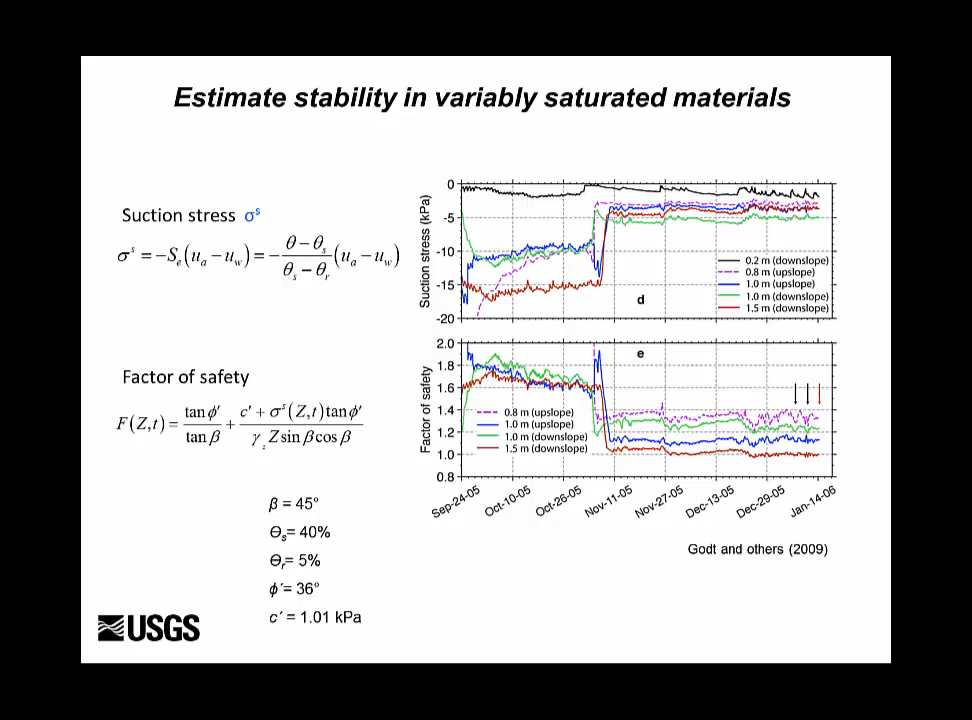 Estimate stability in variably saturated materials
Suction stress σˢ
σˢ = −Sₑ(uₐ − u_w) = − (θ − θₛ)/(θₛ − θᵣ) (uₐ − u_w)
Factor of safety
F(Z,t) = tanϕ′/tanβ + (c′ + σˢ(Z,t)tanϕ′)/(γₛ Z sinβcosβ)
β = 45°
Θₛ= 40%
Θᵣ= 5%
ϕ´= 36°
c´ = 1.01 kPa
USGS
Suction stress (kPa)
0
-5
-10
-15
-20
d
0.2 m (downslope)
0.8 m (upslope)
1.0 m (upslope)
1.0 m (downslope)
1.5 m (downslope)
Factor of safety
2.0
1.8
1.6
1.4
1.2
1.0
0.8
e
0.8 m (upslope)
1.0 m (upslope)
1.0 m (downslope)
1.5 m (downslope)
Sep-24-05
Oct-10-05
Oct-26-05
Nov-11-05
Nov-27-05
Dec-13-05
Dec-29-05
Jan-14-06
Godt and others (2009)